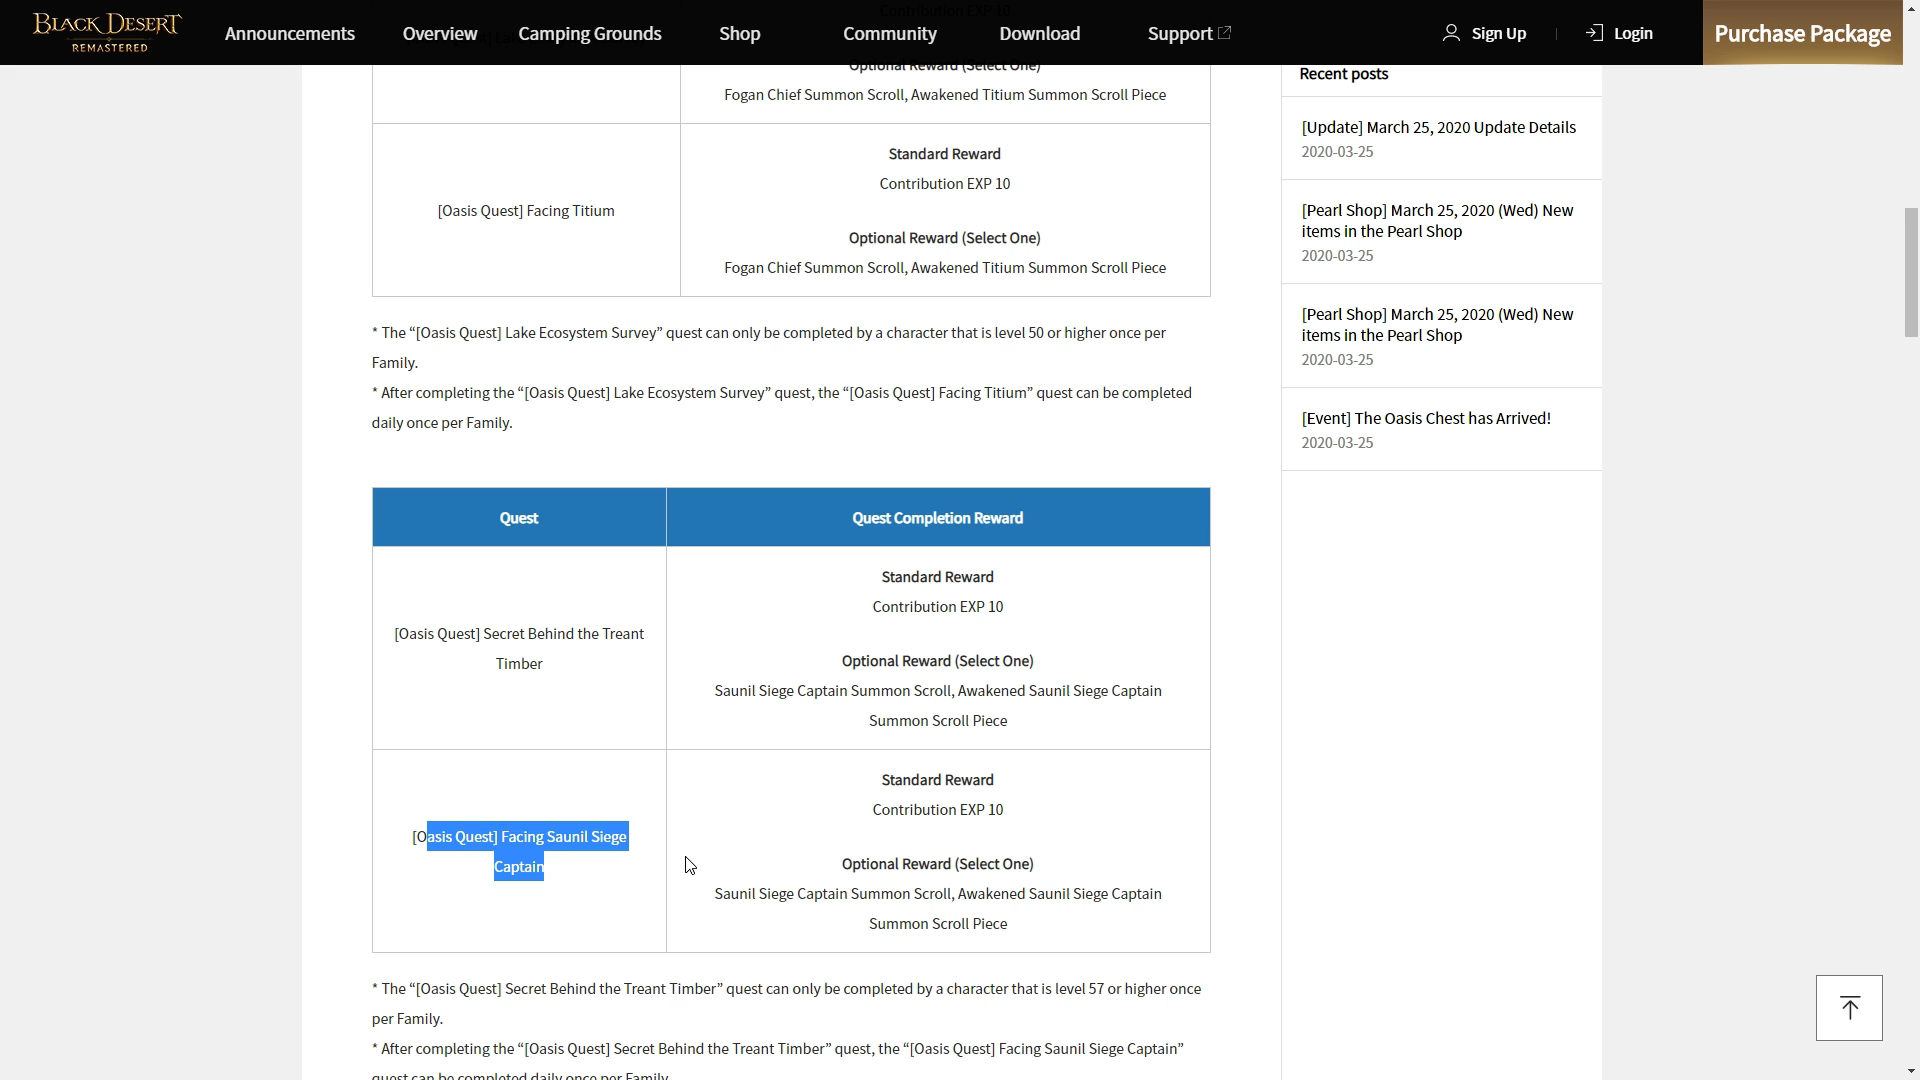 BLACK DESERT
REMASTERED
Announcements
Overview
Camping Grounds
Shop
Community
Download
Support
Sign Up
Login
Purchase Package
Contribution EXP 10
Optional Reward (Select One)
Fogan Chief Summon Scroll, Awakened Titium Summon Scroll Piece
[Oasis Quest] Facing Titium
Standard Reward
Contribution EXP 10
Optional Reward (Select One)
Fogan Chief Summon Scroll, Awakened Titium Summon Scroll Piece
* The “[Oasis Quest] Lake Ecosystem Survey” quest can only be completed by a character that is level 50 or higher once per
Family.
* After completing the “[Oasis Quest] Lake Ecosystem Survey” quest, the “[Oasis Quest] Facing Titium” quest can be completed
daily once per Family.
Quest
Quest Completion Reward
[Oasis Quest] Secret Behind the Treant
Timber
Standard Reward
Contribution EXP 10
Optional Reward (Select One)
Saunil Siege Captain Summon Scroll, Awakened Saunil Siege Captain
Summon Scroll Piece
[Oasis Quest] Facing Saunil Siege
Captain
Standard Reward
Contribution EXP 10
Optional Reward (Select One)
Saunil Siege Captain Summon Scroll, Awakened Saunil Siege Captain
Summon Scroll Piece
* The “[Oasis Quest] Secret Behind the Treant Timber” quest can only be completed by a character that is level 57 or higher once
per Family.
* After completing the “[Oasis Quest] Secret Behind the Treant Timber” quest, the “[Oasis Quest] Facing Saunil Siege Captain”
quest can be completed daily once per Family.
Recent posts
[Update] March 25, 2020 Update Details
2020-03-25
[Pearl Shop] March 25, 2020 (Wed) New
items in the Pearl Shop
2020-03-25
[Pearl Shop] March 25, 2020 (Wed) New
items in the Pearl Shop
2020-03-25
[Event] The Oasis Chest has Arrived!
2020-03-25